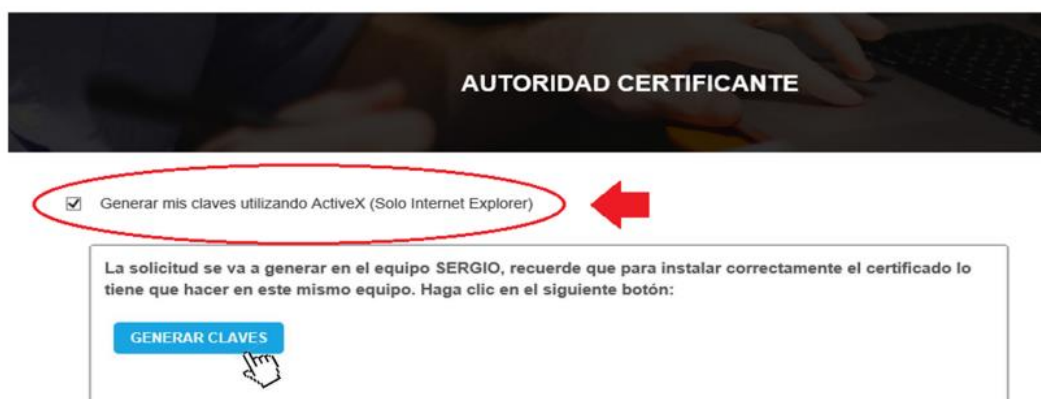 AUTORIDAD CERTIFICANTE
Generar mis claves utilizando ActiveX (Solo Internet Explorer)
La solicitud se va a generar en el equipo SERGIO, recuerde que para instalar correctamente el certificado lo
tiene que hacer en este mismo equipo. Haga clic en el siguiente botón:
GENERAR CLAVES